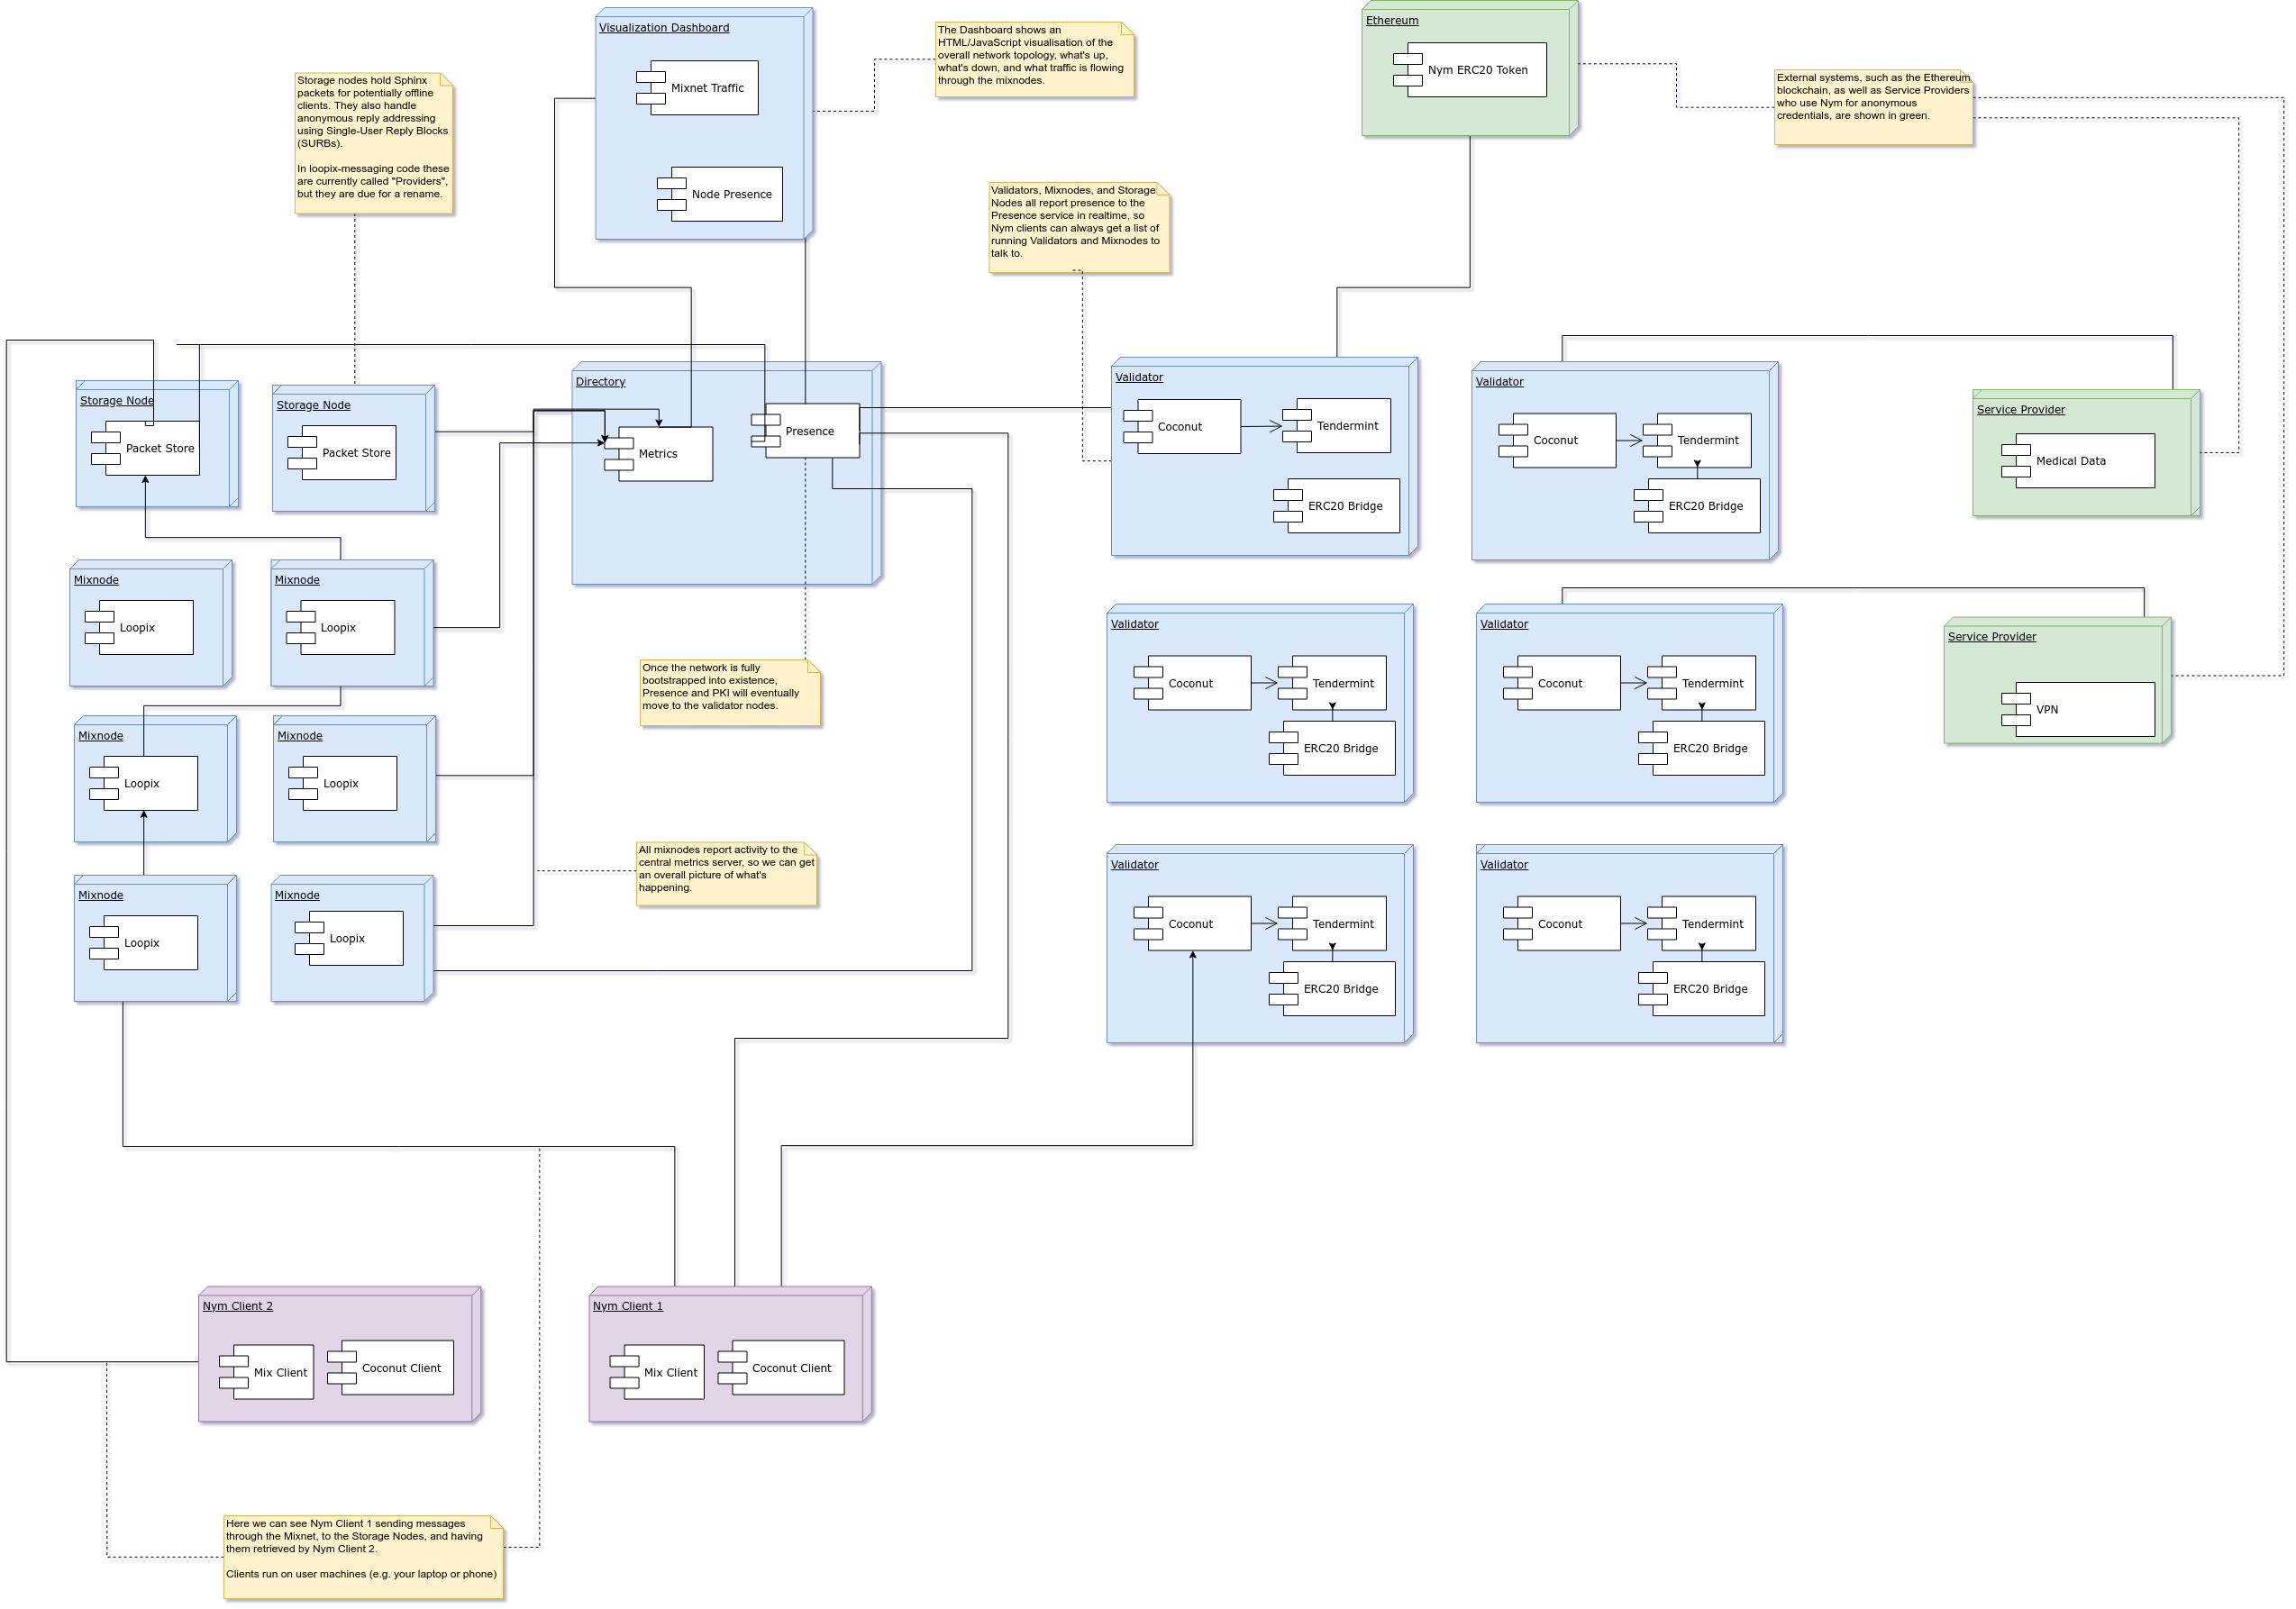 Visualization Dashboard
Mixnet Traffic
Node Presence
The Dashboard shows an
HTML/JavaScript visualisation of the
overall network topology, what's up,
what's down, and what traffic is flowing
through the mixnodes.
Ethereum
Nym ERC20 Token
External systems, such as the Ethereum
blockchain, as well as Service Providers
who use Nym for anonymous
credentials, are shown in green.
Storage nodes hold Sphinx
packets for potentially offline
clients. They also handle
anonymous reply addressing
using Single-User Reply Blocks
(SURBs).
In loopix-messaging code these
are currently called "Providers",
but they are due for a rename.
Validators, Mixnodes, and Storage
Nodes all report presence to the
Presence service in realtime, so
Nym clients can always get a list of
running Validators and Mixnodes to
talk to.
Storage Node
Packet Store
Storage Node
Packet Store
Directory
Metrics
Presence
Validator
Coconut
Tendermint
ERC20 Bridge
Validator
Coconut
Tendermint
ERC20 Bridge
Service Provider
Medical Data
Mixnode
Loopix
Mixnode
Loopix
Once the network is fully
bootstrapped into existence,
Presence and PKI will eventually
move to the validator nodes.
Validator
Coconut
Tendermint
ERC20 Bridge
Validator
Coconut
Tendermint
ERC20 Bridge
Service Provider
VPN
Mixnode
Loopix
Mixnode
Loopix
All mixnodes report activity to the
central metrics server, so we can get
an overall picture of what's
happening.
Mixnode
Loopix
Mixnode
Loopix
Validator
Coconut
Tendermint
ERC20 Bridge
Validator
Coconut
Tendermint
ERC20 Bridge
Nym Client 2
Mix Client
Coconut Client
Nym Client 1
Mix Client
Coconut Client
Here we can see Nym Client 1 sending messages
through the Mixnet, to the Storage Nodes, and having
them retrieved by Nym Client 2.
Clients run on user machines (e.g. your laptop or phone)